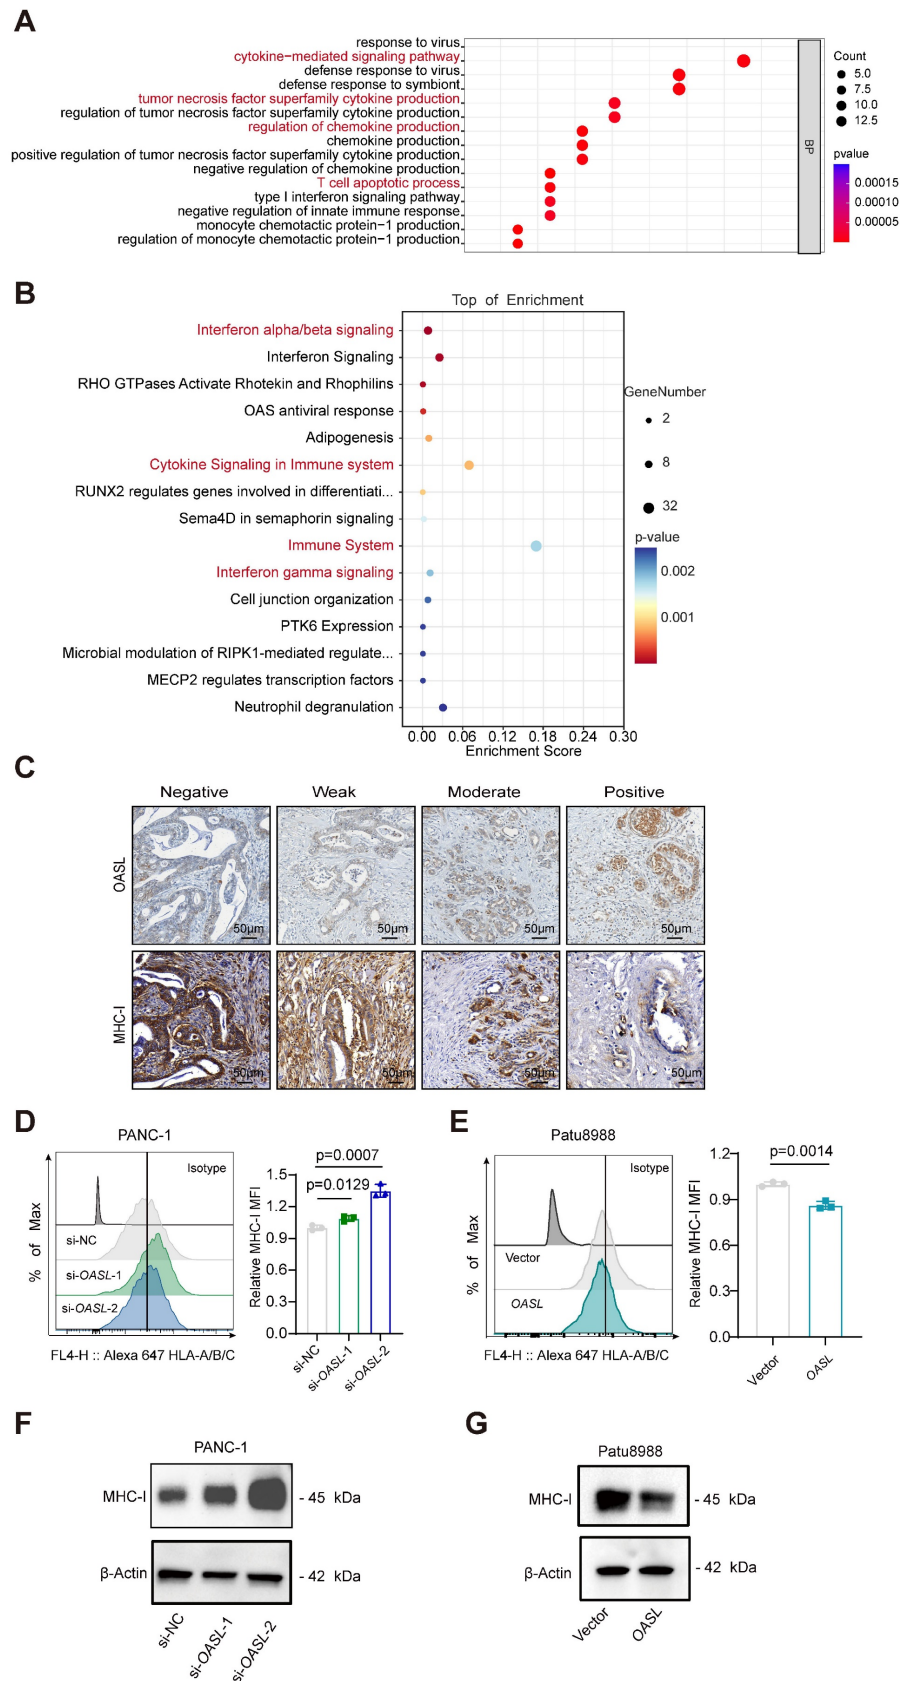 A
response to virus
cytokine−mediated signaling pathway
defense response to virus
defense response to symbiont
tumor necrosis factor superfamily cytokine production
regulation of tumor necrosis factor superfamily cytokine production
regulation of chemokine production
chemokine production
positive regulation of tumor necrosis factor superfamily cytokine production
negative regulation of chemokine production
T cell apoptotic process
type I interferon signaling pathway
negative regulation of innate immune response
monocyte chemotactic protein−1 production
regulation of monocyte chemotactic protein−1 production
BP
Count
5.0
7.5
10.0
12.5
pvalue
0.00015
0.00010
0.00005
B
Top of Enrichment
Interferon alpha/beta signaling
Interferon Signaling
RHO GTPases Activate Rhotekin and Rhophilins
OAS antiviral response
Adipogenesis
Cytokine Signaling in Immune system
RUNX2 regulates genes involved in differentiati...
Sema4D in semaphorin signaling
Immune System
Interferon gamma signaling
Cell junction organization
PTK6 Expression
Microbial modulation of RIPK1-mediated regulate...
MECP2 regulates transcription factors
Neutrophil degranulation
0.00 0.06 0.12 0.18 0.24 0.30
Enrichment Score
GeneNumber
2
8
32
p-value
0.002
0.001
C
Negative Weak Moderate Positive
OASL
50μm 50μm 50μm 50μm
MHC-I
50μm 50μm 50μm 50μm
D
PANC-1
Isotype
si-NC
si-OASL-1
si-OASL-2
% of Max
FL4-H :: Alexa 647 HLA-A/B/C
p=0.0007
p=0.0129
Relative MHC-I MFI
1.5
1.2
0.9
0.6
0.3
0.0
si-NC
si-OASL-1
si-OASL-2
E
Patu8988
Isotype
Vector
OASL
% of Max
FL4-H :: Alexa 647 HLA-A/B/C
p=0.0014
Relative MHC-I MFI
1.2
0.9
0.6
0.3
0.0
Vector
OASL
F
PANC-1
MHC-I - 45 kDa
β-Actin - 42 kDa
si-NC
si-OASL-1
si-OASL-2
G
Patu8988
MHC-I - 45 kDa
β-Actin - 42 kDa
Vector
OASL